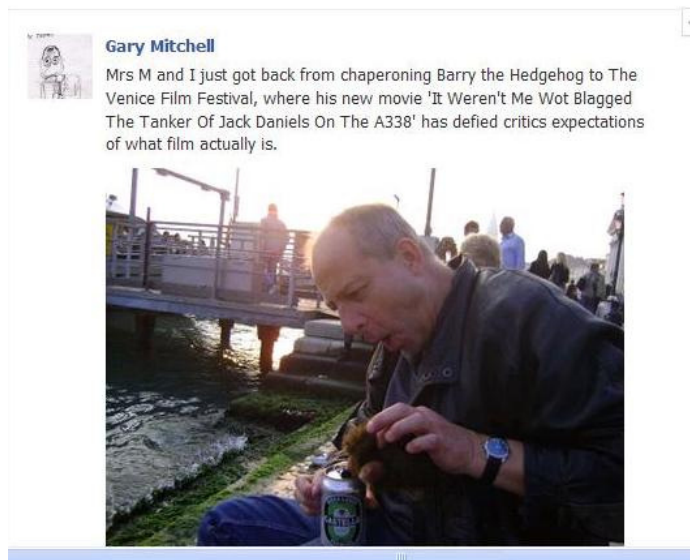 Gary Mitchell
Mrs M and I just got back from chaperoning Barry the Hedgehog to The
Venice Film Festival, where his new movie 'It Weren't Me Wot Blagged
The Tanker Of Jack Daniels On The A338' has defied critics expectations
of what film actually is.
CASTELLO